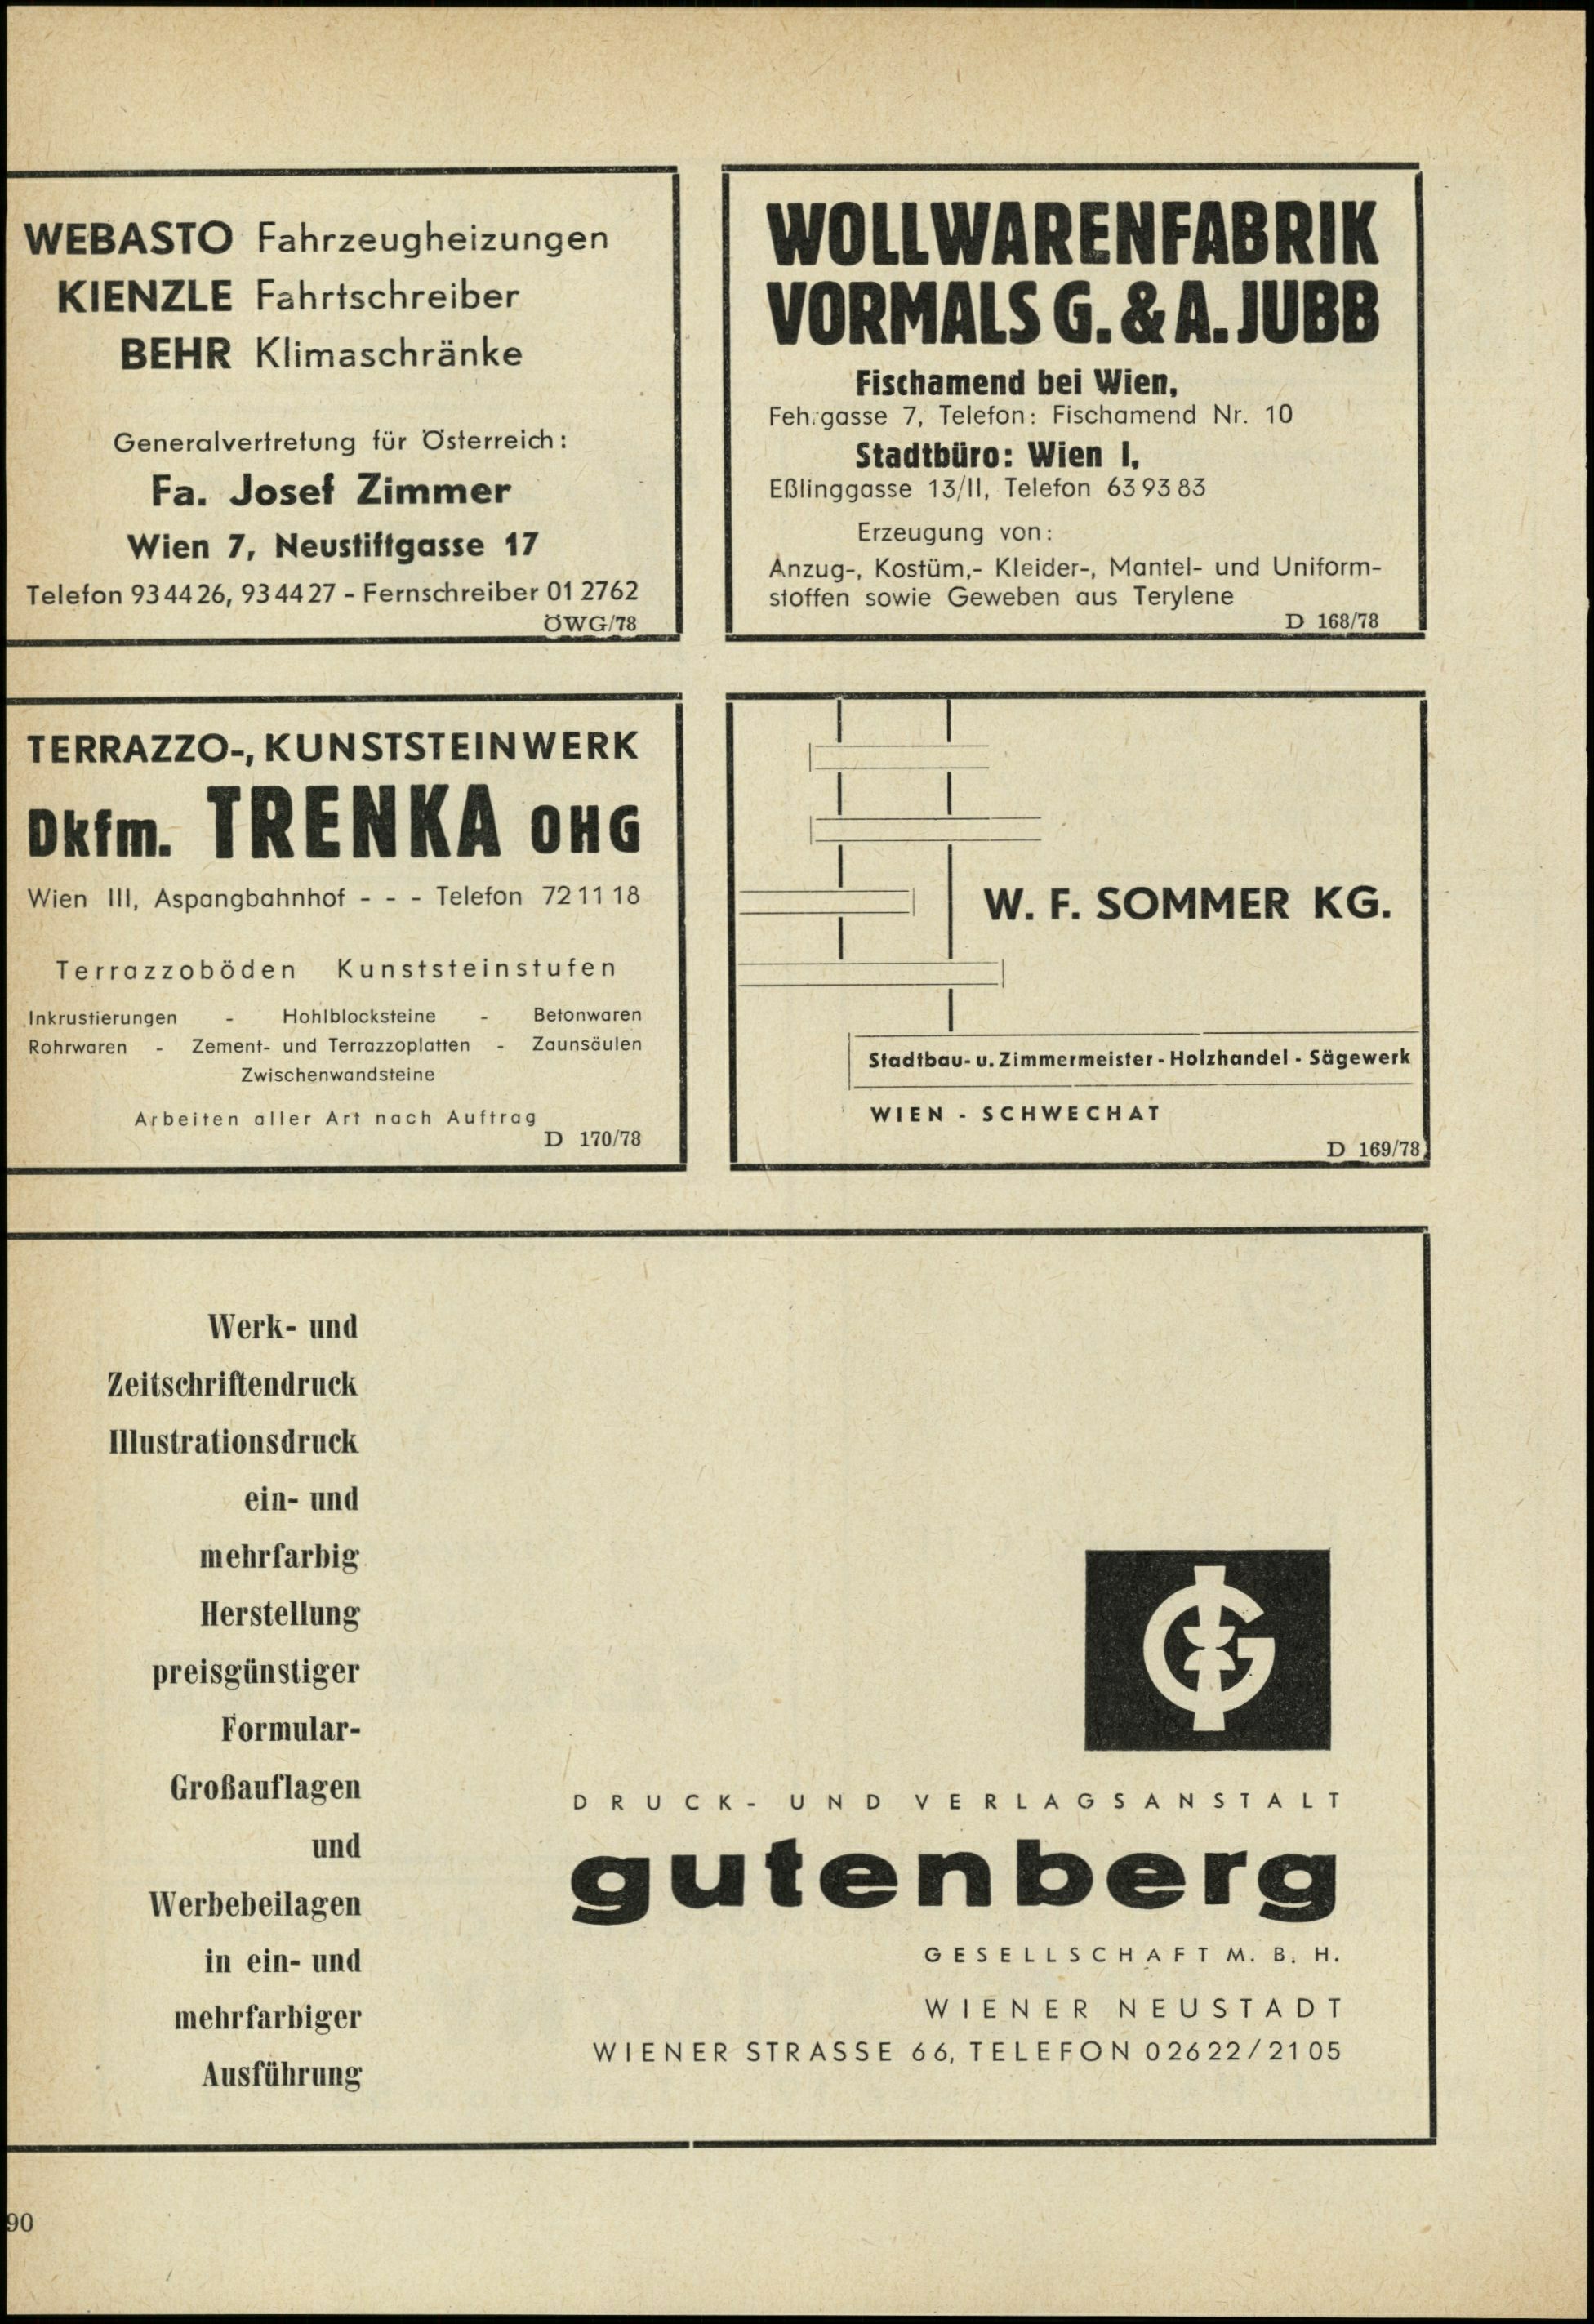 WEBASTO Fahrzeugheizungen
KIENZLE Fahrtschreiber
BEHR Klimaschränke
Generalvertretung für Österreich:
Fa. Josef Zimmer
Wien 7, Neustiftgasse 17
Telefon 93 44 26, 93 44 27 - Fernschreiber 01 2762
ÖWG/78
WOLLWARENFABRIK
VORMALS G. & A. JUBB
Fischamend bei Wien,
gasse 7, Telefon: Fischamend Nr. 10
Stadtbüro: Wien I,
Eßlinggasse 13/II, Telefon 63 93 83
Erzeugung von:
Anzug-, Kostüm,- Kleider-, Mantel- und Uniform-
stoffen sowie Geweben aus Terylene
D 168/78
TERRAZZO-, KUNSTSTEINWERK
Dkfm. TRENKA OHG
Wien III, Aspangbahnhof - - - Telefon 72 11 18
Terrazzoböden Kunststeinstufen
Inkrustierungen - Hohlblocksteine - Betonwaren
Rohrwaren - Zement- und Terrazzoplatten - Zaunsäulen
Zwischenwandsteine
Arbeiten aller Art nach Auftrag
D 170/78
W. F. SOMMER KG.
Stadtbau- u. Zimmermeister - Holzhandel - Sägewerk
WIEN - SCHWECHAT
D 169/78
Werk- und
Zeitschriftendruck
Illustrationsdruck
ein- und
mehrfarbig
Herstellung
preisgünstiger
Formular-
Großauflagen
und
Werbebeilagen
in ein- und
mehrfarbiger
Ausführung
G
DRUCK- UND VERLAGSANSTALT
gutenberg
GESELLSCHAFT M. B. H.
WIENER NEUSTADT
WIENER STRASSE 66, TELEFON 02622/21 05
90